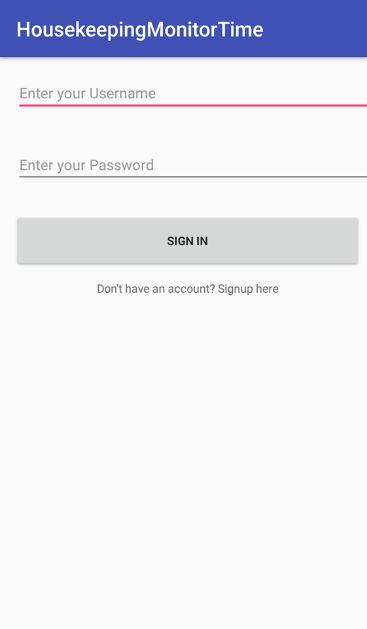 HousekeepingMonitorTime
Enter your Username
Enter your Password
SIGN IN
Don't have an account? Signup here